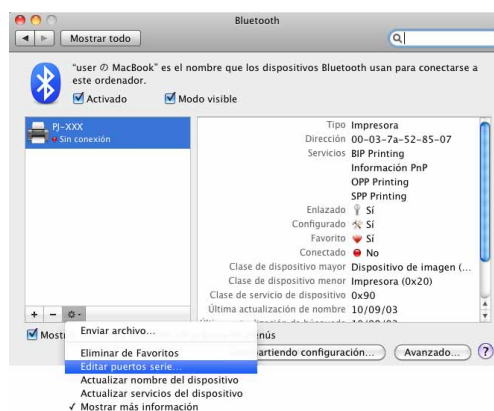 Bluetooth
Mostrar todo
"user の MacBook" es el nombre que los dispositivos Bluetooth usan para conectarse a
este ordenador.
Activado
Modo visible
PJ-XXX
Sin conexión
Tipo Impresora
Dirección 00-03-7a-52-85-07
Servicios BIP Printing
Información PnP
OPP Printing
SPP Printing
Enlazado Sí
Configurado Sí
Favorito Sí
Conectado No
Clase de dispositivo mayor Dispositivo de imagen (...
Clase de dispositivo menor Impresora (0x20)
Clase de servicio de dispositivo 0x90
Última actualización de nombre 10/09/03
+ -
Most
enús
Enviar archivo...
Eliminar de Favoritos
Editar puertos serie...
Actualizar nombre del dispositivo
Actualizar servicios del dispositivo
✓ Mostrar más información
artiendo configuración...
Avanzado...
?